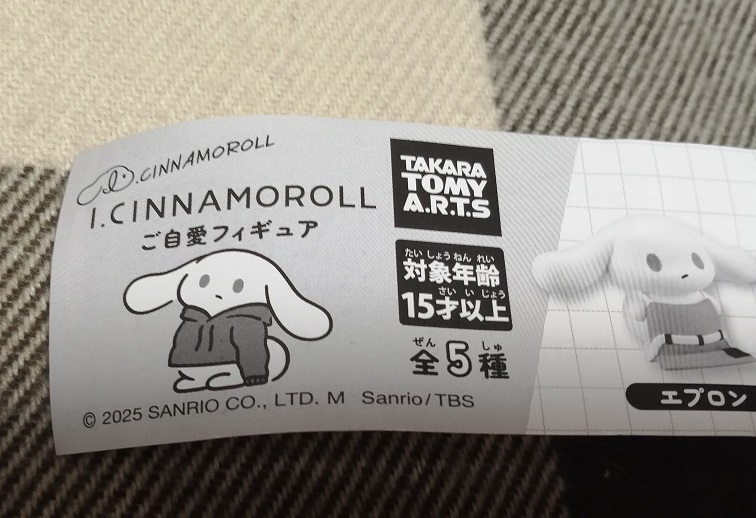 I.CINNAMOROLL
I.CINNAMOROLL
ご自愛フィギュア
© 2025 SANRIO CO., LTD. M Sanrio/TBS
TAKARA
TOMY
A.R.T.S
たいしょうねんれい
対象年齢
さいいじょう
15才以上
ぜん しゅ
全5種
エプロン